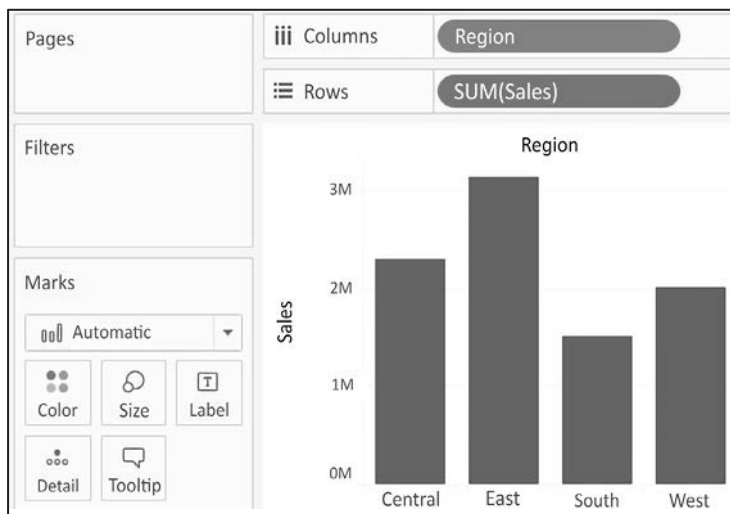 Pages
Columns
Region
Rows
SUM(Sales)
Filters
Marks
Automatic
Color
Size
T
Label
Detail
Tooltip
Region
Sales
3M
2M
1M
0M
Central East South West